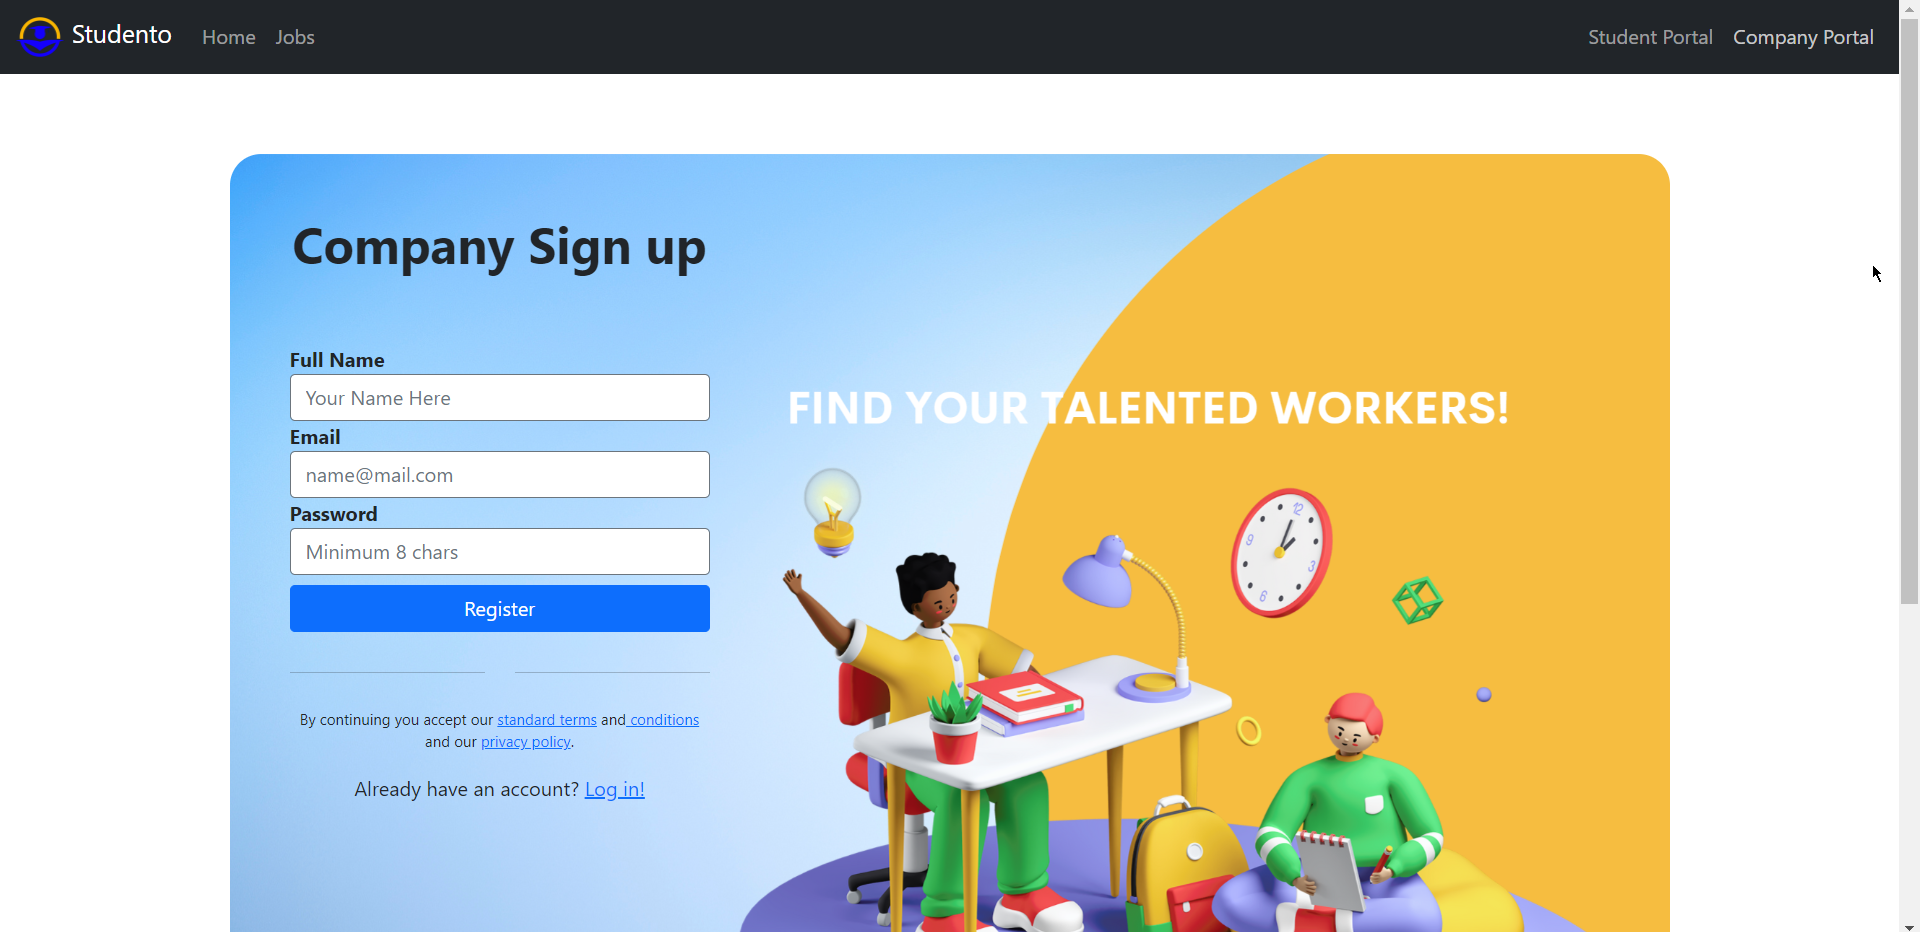 Studento Home Jobs Student Portal Company Portal
Company Sign up
Full Name
Your Name Here
Email
name@mail.com
Password
Minimum 8 chars
Register
By continuing you accept our standard terms and conditions
and our privacy policy.
Already have an account? Log in!
FIND YOUR TALENTED WORKERS!
12
9
3
6